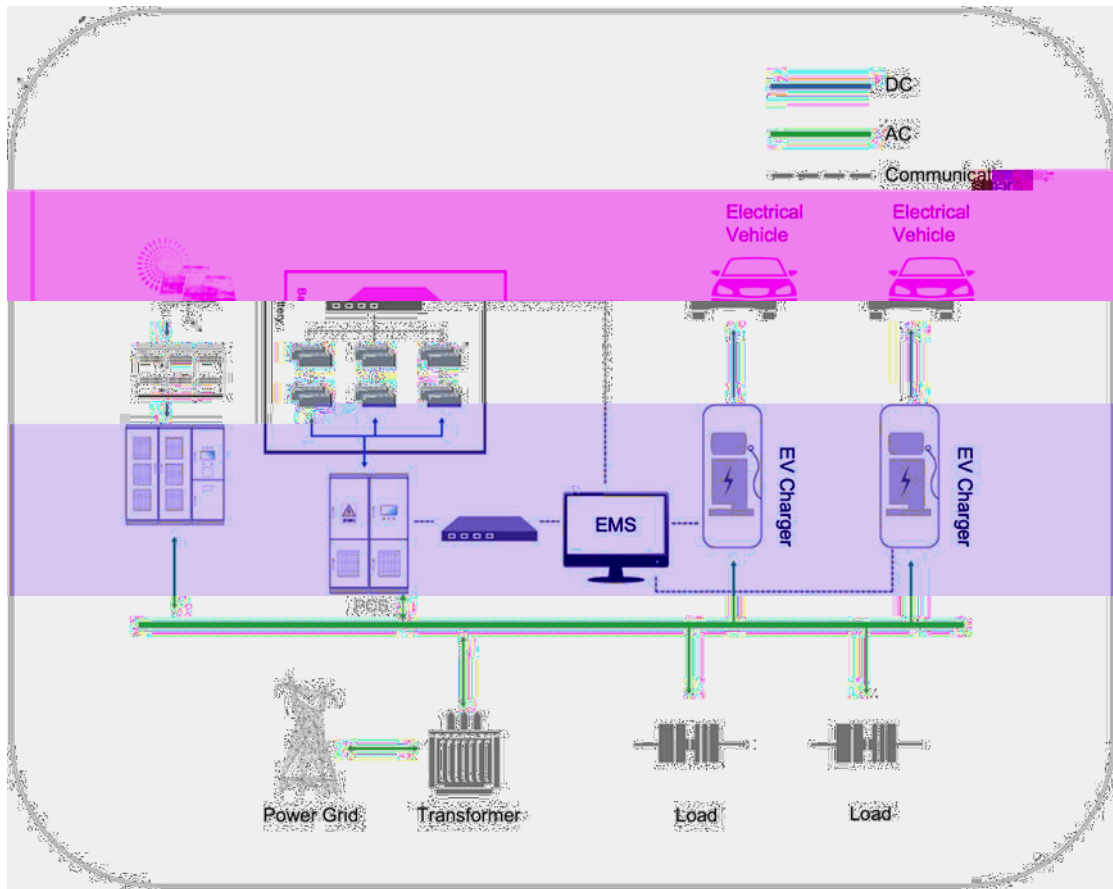 DC
AC
Electrical
Vehicle
Electrical
Vehicle
EV Charger
EV Charger
EMS
PCS
Power Grid
Transformer
Load
Load